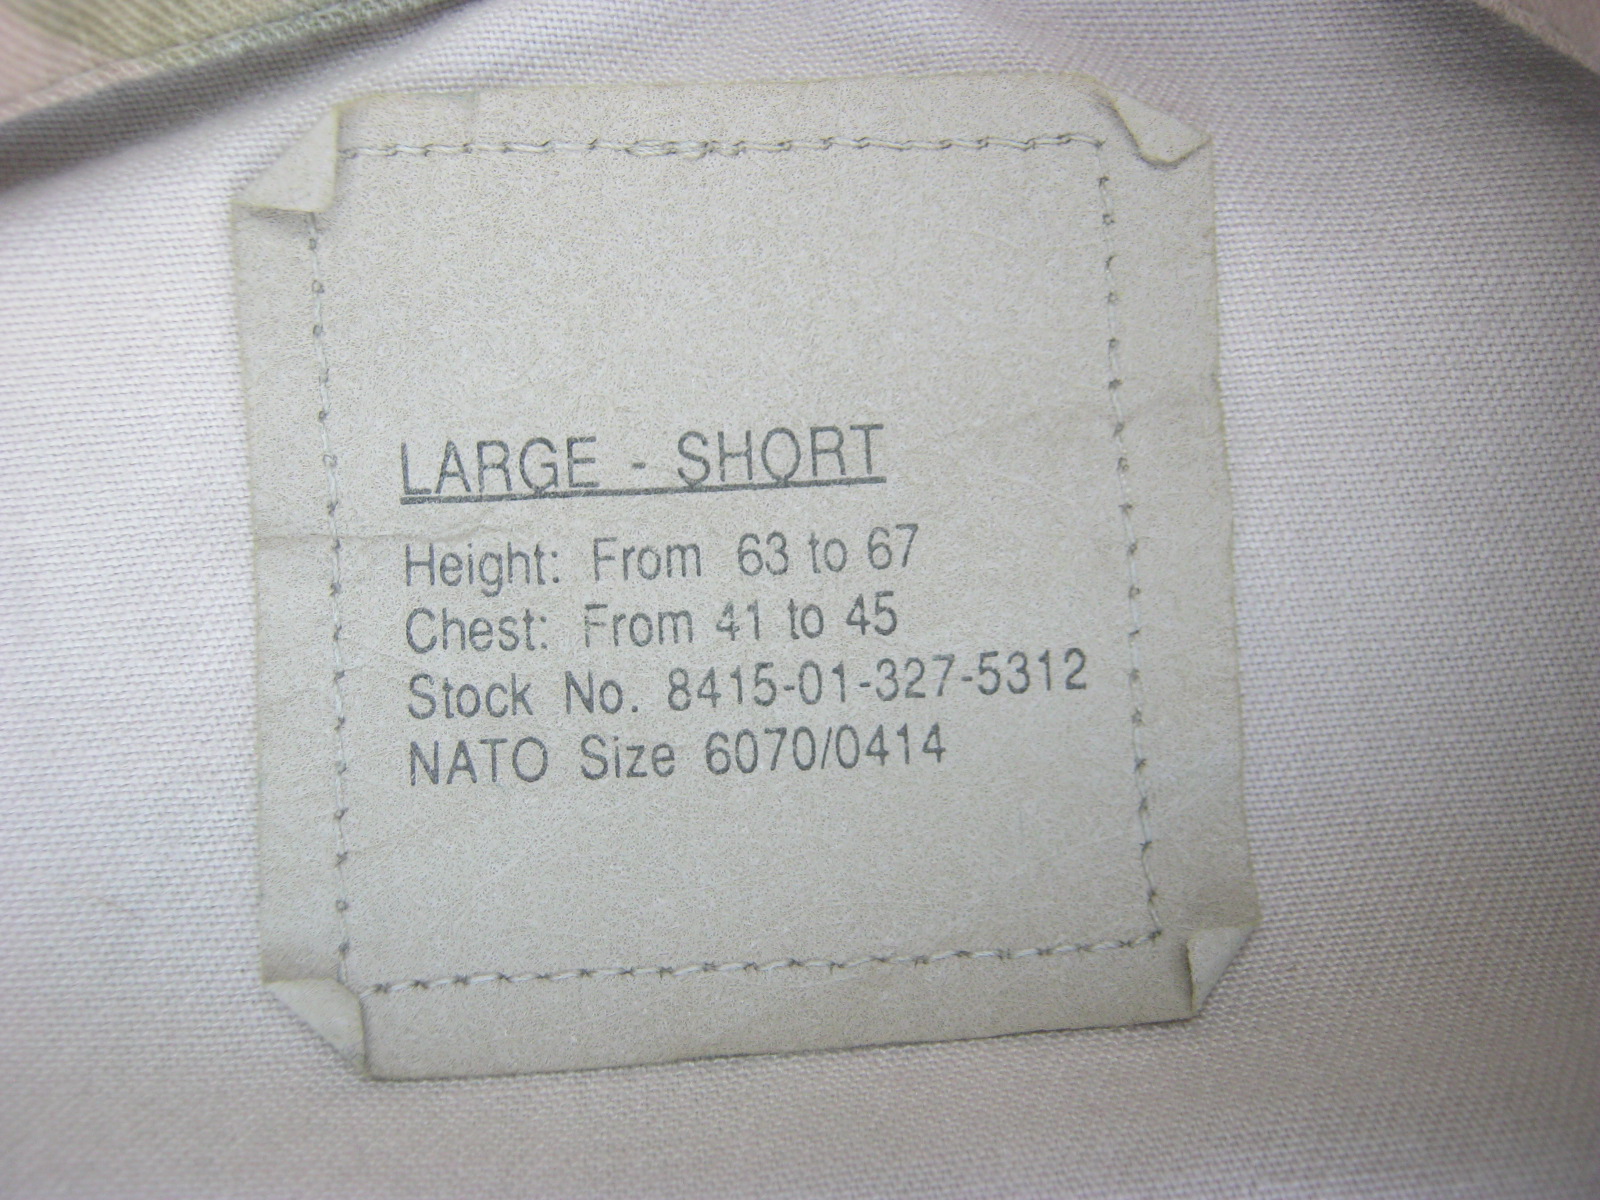 LARGE - SHORT
Height: From 63 to 67
Chest: From 41 to 45
Stock No. 8415-01-327-5312
NATO Size 6070/0414